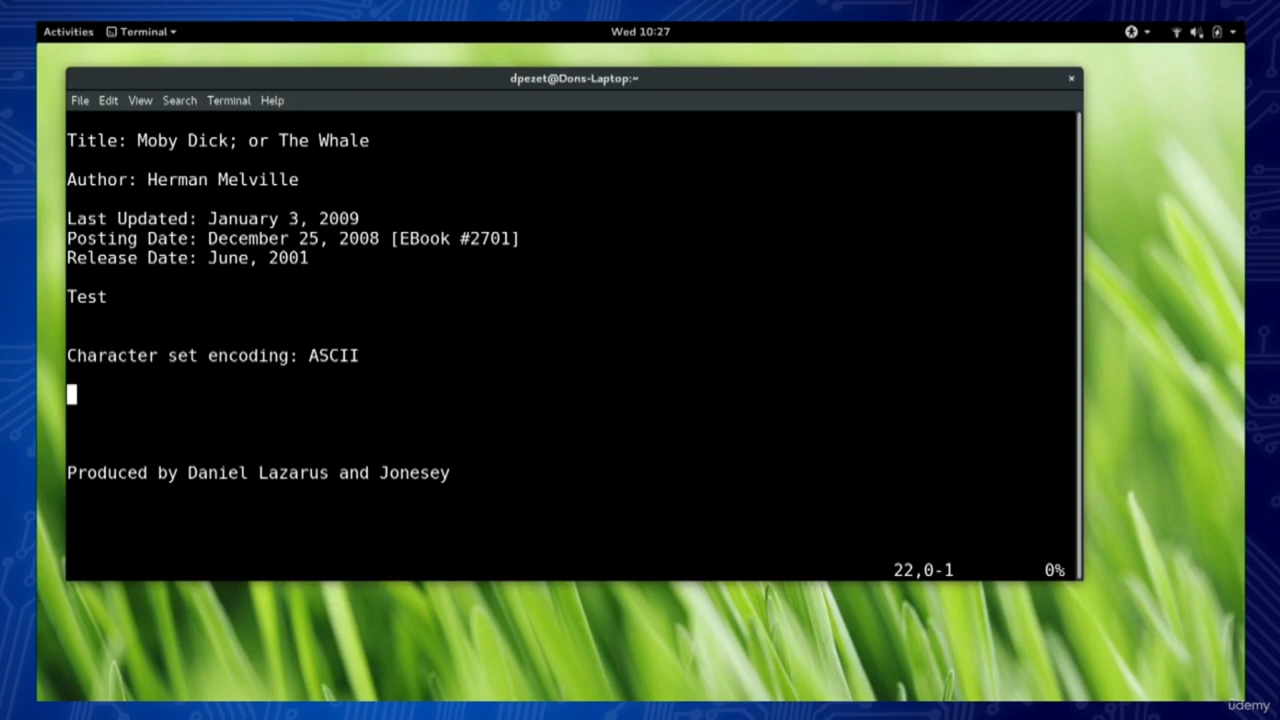 Activities Terminal Wed 10:27
dpezet@Dons-Laptop:~ ×
File Edit View Search Terminal Help
Title: Moby Dick; or The Whale
Author: Herman Melville
Last Updated: January 3, 2009
Posting Date: December 25, 2008 [EBook #2701]
Release Date: June, 2001
Test
Character set encoding: ASCII
Produced by Daniel Lazarus and Jonesey
22,0-1 0%
ûdemy